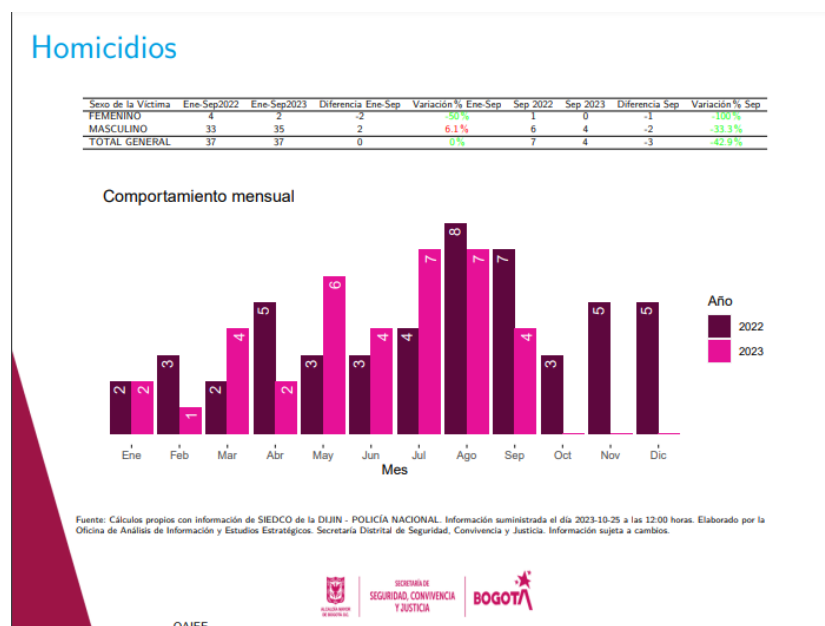 Homicidios
Sexo de la Víctima Ene-Sep2022 Ene-Sep2023 Diferencia Ene-Sep Variación % Ene-Sep Sep 2022 Sep 2023 Diferencia Sep Variación % Sep
FEMENINO 4 2 -2 -50 % 1 0 -1 -100 %
MASCULINO 33 35 2 6.1 % 6 4 -2 -33.3 %
TOTAL GENERAL 37 37 0 0 % 7 4 -3 -42.9 %
Comportamiento mensual
2 2 3 1 2 4 5 2 3 6 3 4 4 7 8 7 7 4 3 5 5
Año
2022
2023
Ene Feb Mar Abr May Jun Jul Ago Sep Oct Nov Dic
Mes
Fuente: Cálculos propios con información de SIEDCO de la DIJIN - POLICÍA NACIONAL. Información suministrada el día 2023-10-25 a las 12:00 horas. Elaborado por la
Oficina de Análisis de Información y Estudios Estratégicos. Secretaría Distrital de Seguridad, Convivencia y Justicia. Información sujeta a cambios.
ALCALDÍA MAYOR
DE BOGOTÁ D.C.
SECRETARÍA DE
SEGURIDAD, CONVIVENCIA
Y JUSTICIA
BOGOTÁ